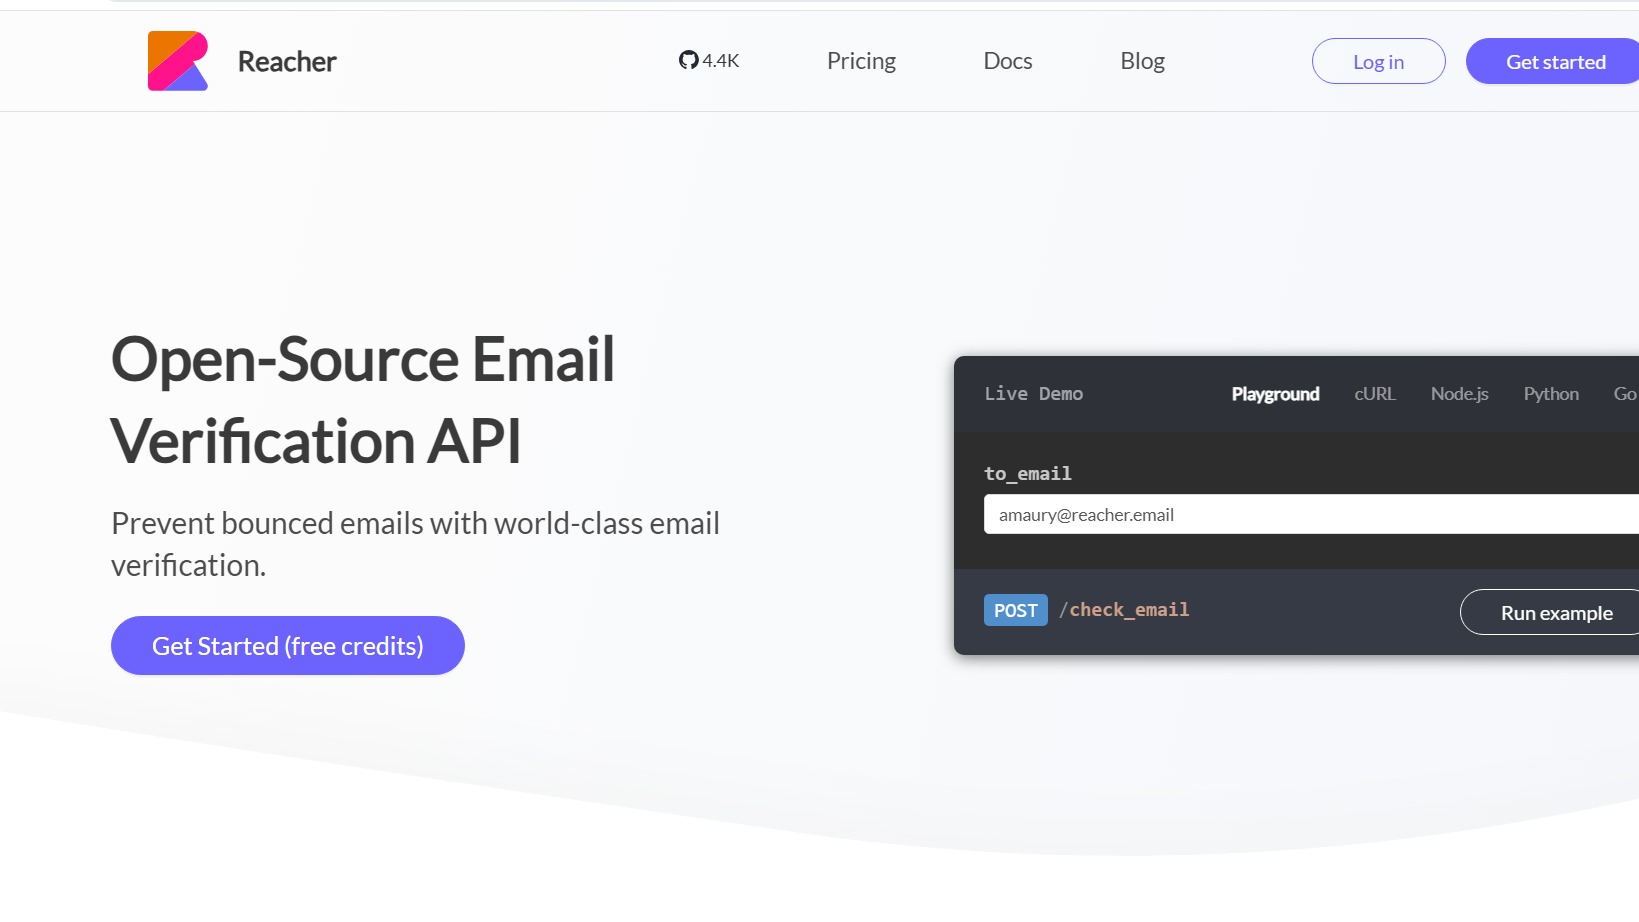 Reacher
4.4K
Pricing
Docs
Blog
Log in
Get started
Open-Source Email
Verification API
Prevent bounced emails with world-class email
verification.
Get Started (free credits)
Live Demo
Playground
cURL
Node.js
Python
Go
to_email
amaury@reacher.email
POST /check_email
Run example